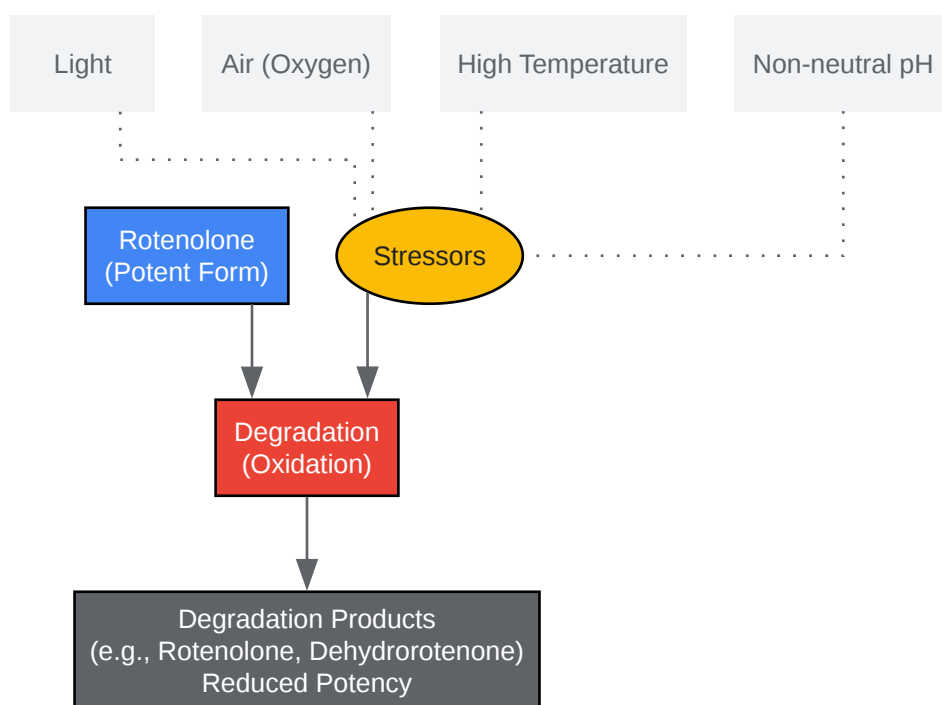 Light
Air (Oxygen)
High Temperature
Non-neutral pH
Rotenolone
(Potent Form)
Stressors
Degradation
(Oxidation)
Degradation Products
(e.g., Rotenolone, Dehydrorotenone)
Reduced Potency